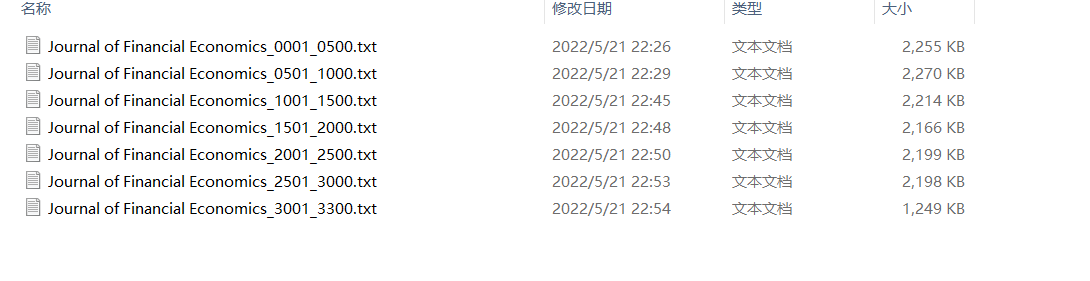 名称 修改日期 类型 大小
Journal of Financial Economics_0001_0500.txt 2022/5/21 22:26 文本文档 2,255 KB
Journal of Financial Economics_0501_1000.txt 2022/5/21 22:29 文本文档 2,270 KB
Journal of Financial Economics_1001_1500.txt 2022/5/21 22:45 文本文档 2,214 KB
Journal of Financial Economics_1501_2000.txt 2022/5/21 22:48 文本文档 2,166 KB
Journal of Financial Economics_2001_2500.txt 2022/5/21 22:50 文本文档 2,199 KB
Journal of Financial Economics_2501_3000.txt 2022/5/21 22:53 文本文档 2,198 KB
Journal of Financial Economics_3001_3300.txt 2022/5/21 22:54 文本文档 1,249 KB